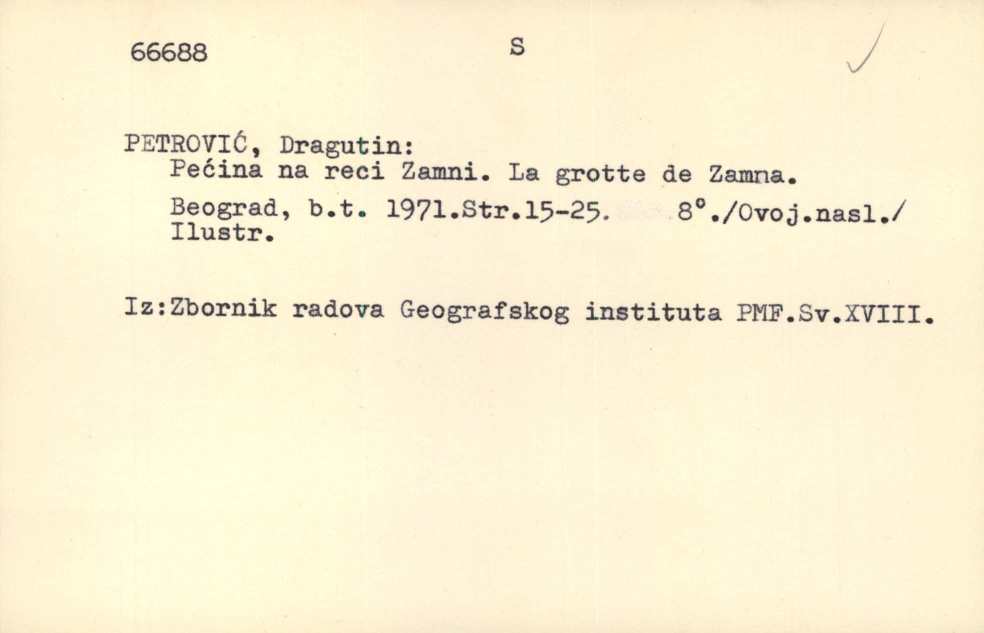 66688 S
PETROVIĆ, Dragutin:
Pećina na reci Zamni. La grotte de Zamna.
Beograd, b.t. 1971.Str.15-25. 8°./Ovoj.nasl./
Ilustr.
Iz:Zbornik radova Geografskog instituta PMF.Sv.XVIII.